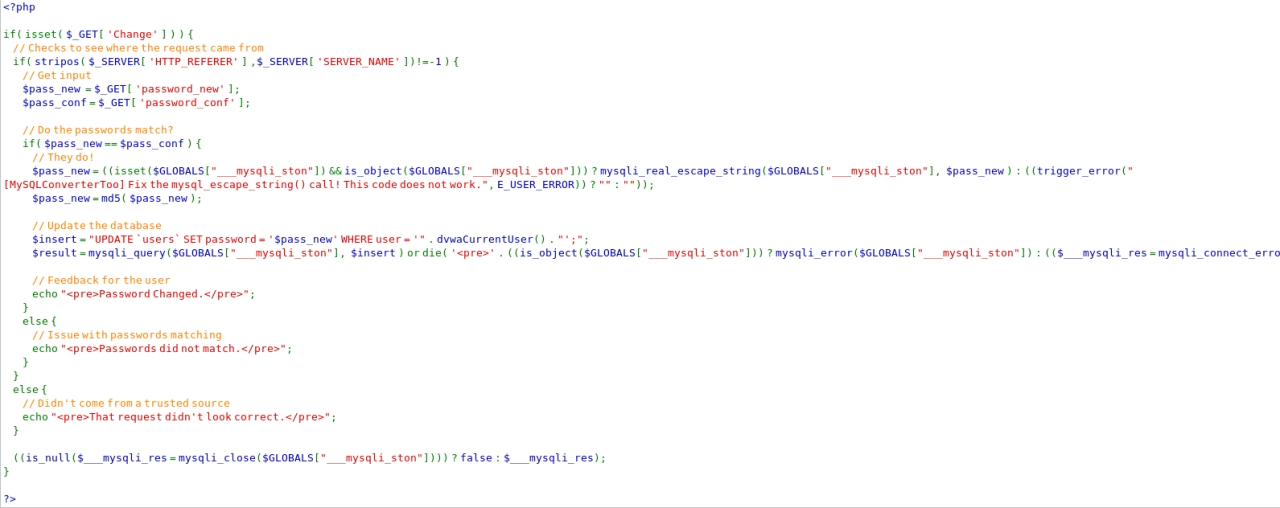 <?php

if( isset( $_GET[ 'Change' ] ) ) {
// Checks to see where the request came from
if( stripos( $_SERVER[ 'HTTP_REFERER' ] ,$_SERVER[ 'SERVER_NAME' ]) !=-1 ) {
// Get input
$pass_new = $_GET[ 'password_new' ];
$pass_conf = $_GET[ 'password_conf' ];

// Do the passwords match?
if( $pass_new == $pass_conf ) {
// They do!
$pass_new = ((isset($GLOBALS["___mysqli_ston"]) && is_object($GLOBALS["___mysqli_ston"])) ? mysqli_real_escape_string($GLOBALS["___mysqli_ston"], $pass_new ) : ((trigger_error("
[MySQLConverterToo] Fix the mysql_escape_string() call! This code does not work.", E_USER_ERROR)) ? "" : ""));
$pass_new = md5( $pass_new );

// Update the database
$insert = "UPDATE `users` SET password = '$pass_new' WHERE user = '" . dvwaCurrentUser() . "';";
$result = mysqli_query($GLOBALS["___mysqli_ston"], $insert ) or die( '<pre>' . ((is_object($GLOBALS["___mysqli_ston"])) ? mysqli_error($GLOBALS["___mysqli_ston"]) : (($___mysqli_res = mysqli_connect_erro

// Feedback for the user
echo "<pre>Password Changed.</pre>";
}
else {
// Issue with passwords matching
echo "<pre>Passwords did not match.</pre>";
}
}
else {
// Didn't come from a trusted source
echo "<pre>That request didn't look correct.</pre>";
}

((is_null($___mysqli_res = mysqli_close($GLOBALS["___mysqli_ston"]))) ? false : $___mysqli_res);
}

?>